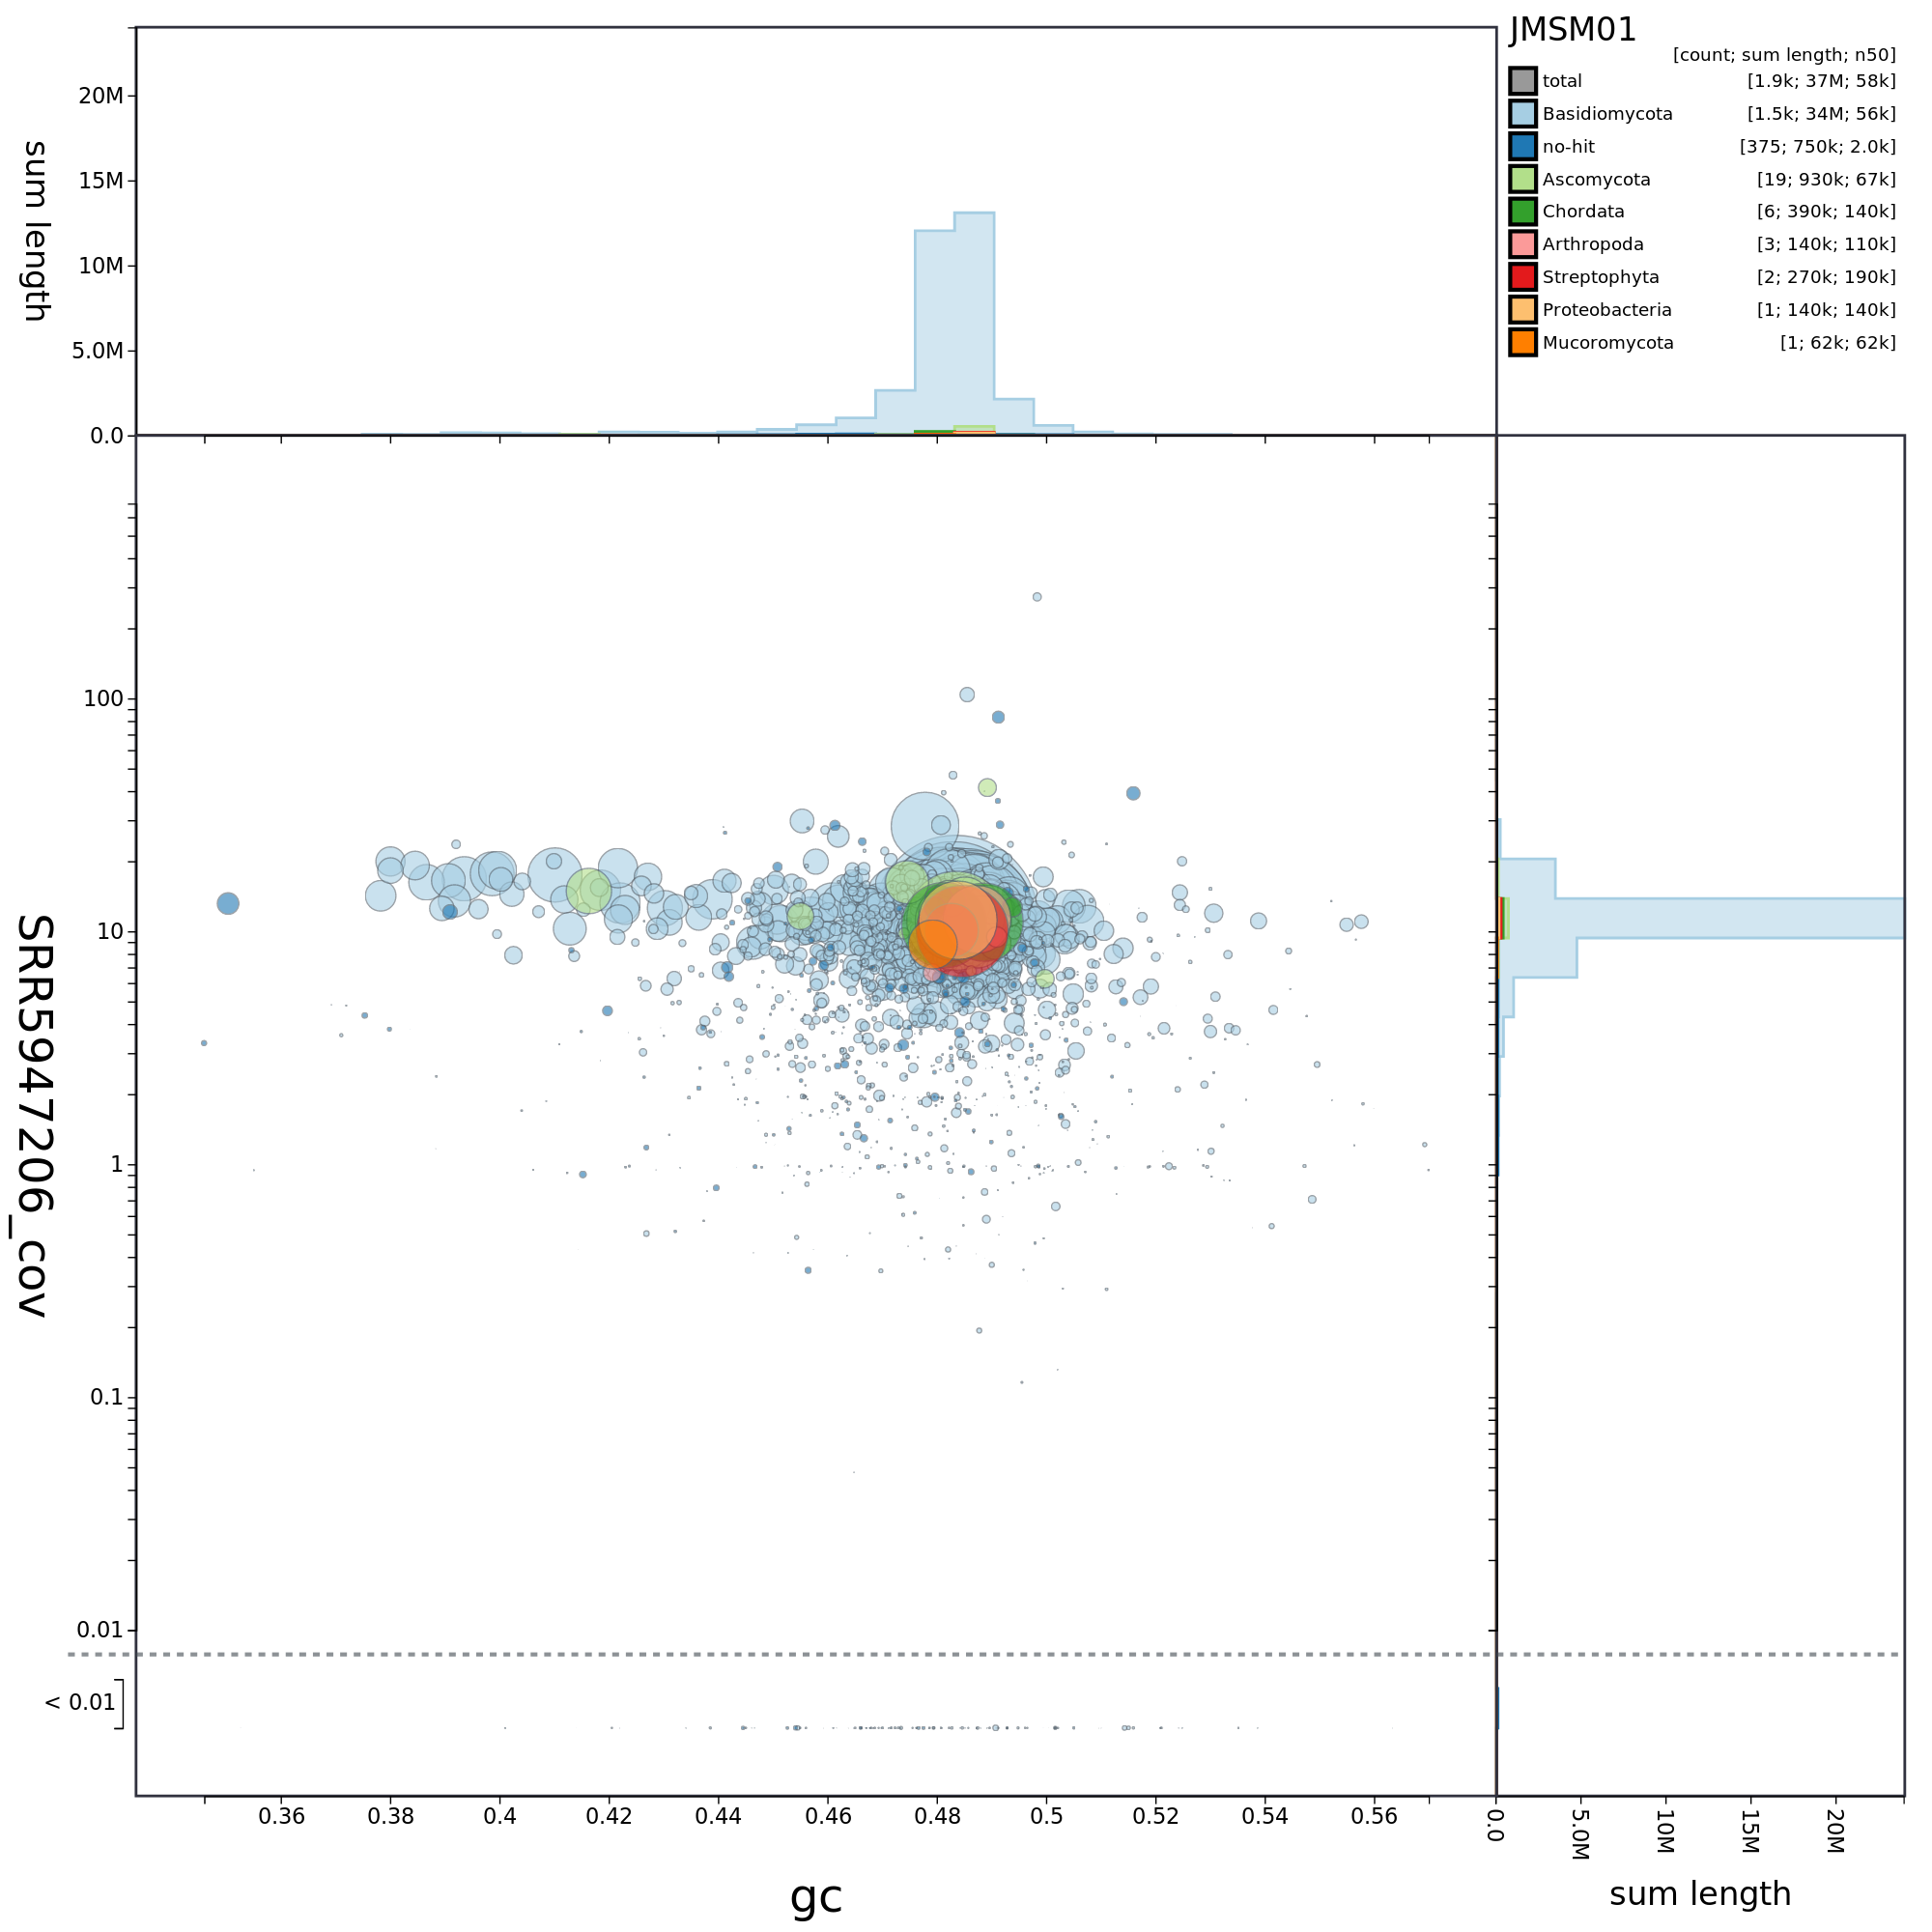 JMSM01
[count; sum length; n50]
total [1.9k; 37M; 58k]
Basidiomycota [1.5k; 34M; 56k]
no-hit [375; 750k; 2.0k]
Ascomycota [19; 930k; 67k]
Chordata [6; 390k; 140k]
Arthropoda [3; 140k; 110k]
Streptophyta [2; 270k; 190k]
Proteobacteria [1; 140k; 140k]
Mucoromycota [1; 62k; 62k]
sum length
20M
15M
10M
5.0M
0.0
SRR5947206_cov
100
10
1
0.1
0.01
< 0.01
0.36 0.38 0.4 0.42 0.44 0.46 0.48 0.5 0.52 0.54 0.56
gc
0.0 5.0M 10M 15M 20M
sum length